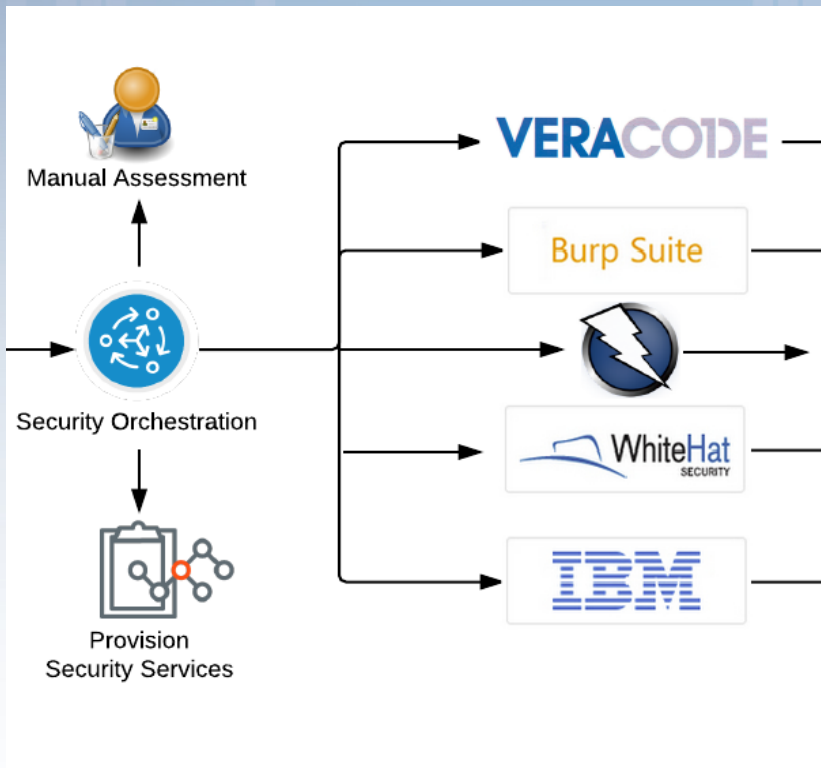 Manual Assessment
Security Orchestration
Provision
Security Services
VERACODE
Burp Suite
WhiteHat
SECURITY
IBM